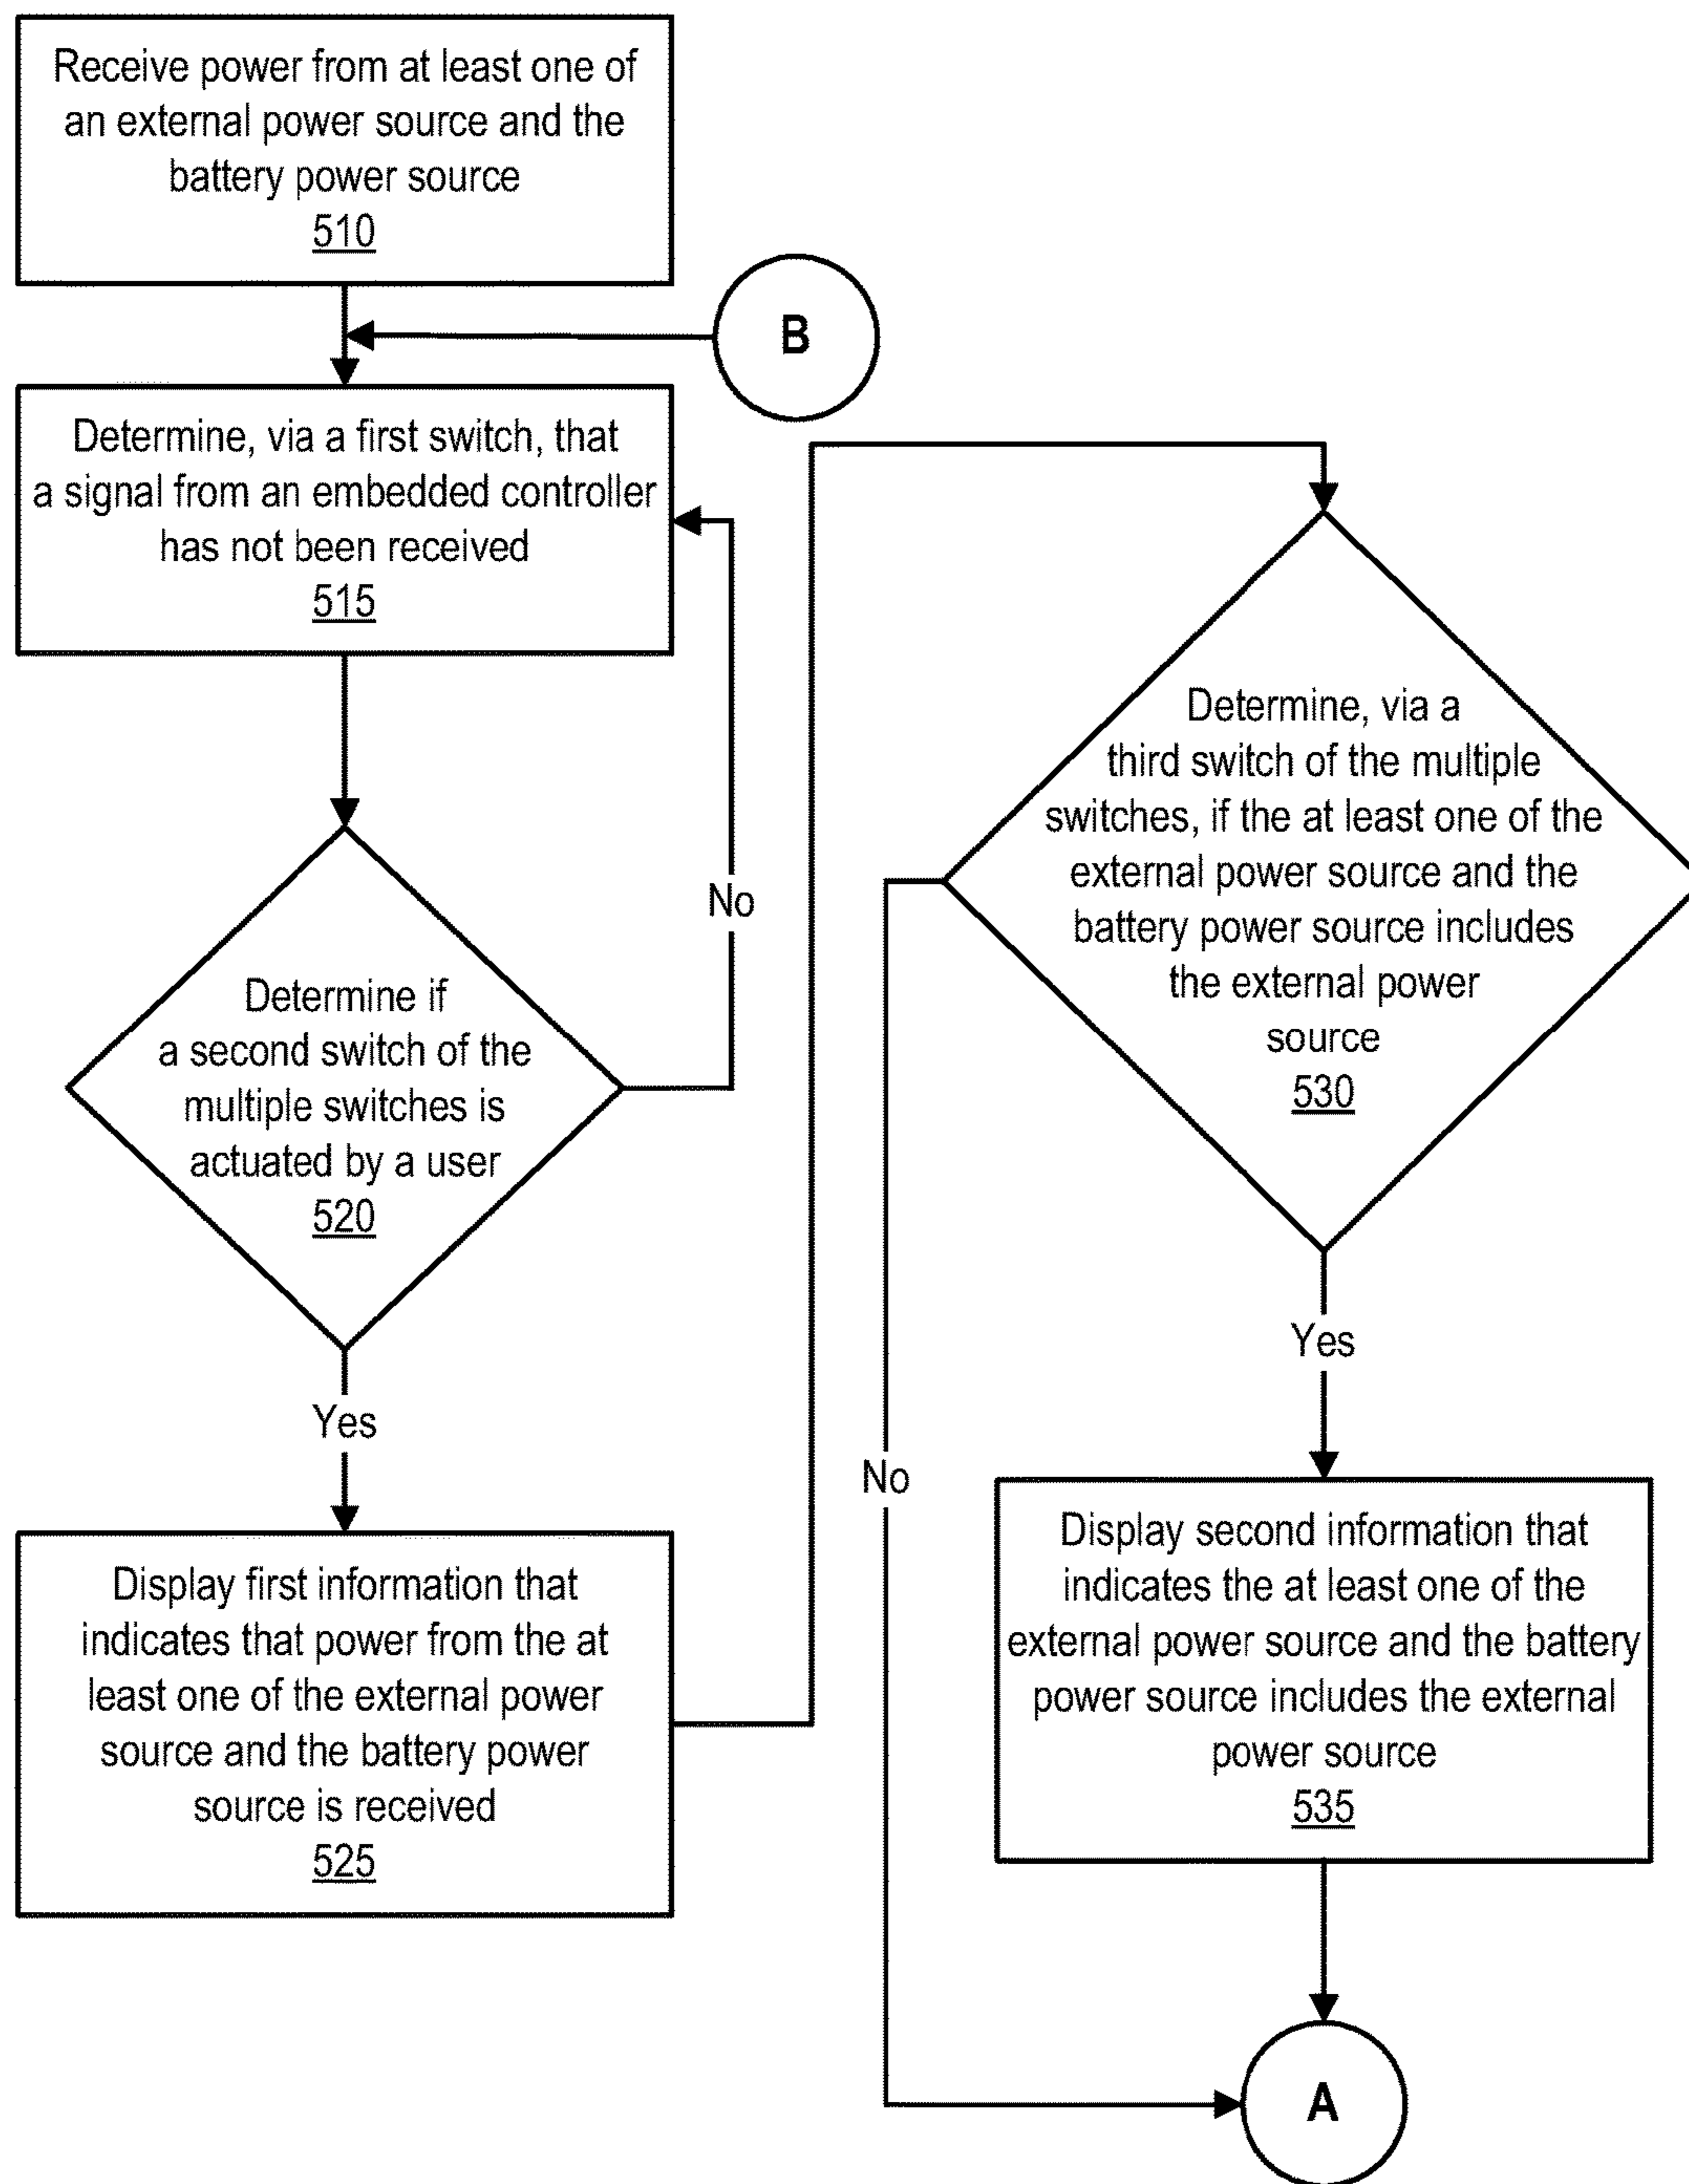 Receive power from at least one of
an external power source and the
battery power source
510
B
Determine, via a first switch, that
a signal from an embedded controller
has not been received
515
No
Determine if
a second switch of the
multiple switches is
actuated by a user
520
Yes
Display first information that
indicates that power from the at
least one of the external power
source and the battery power
source is received
525
Determine, via a
third switch of the multiple
switches, if the at least one of the
external power source and the
battery power source includes
the external power
source
530
Yes
No
Display second information that
indicates the at least one of the
external power source and the battery
power source includes the external
power source
535
A